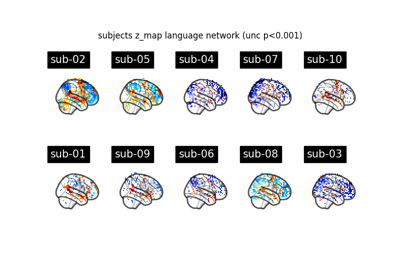 subjects z_map language network (unc p<0.001)
sub-02 sub-05 sub-04 sub-07 sub-10
sub-01 sub-09 sub-06 sub-08 sub-03